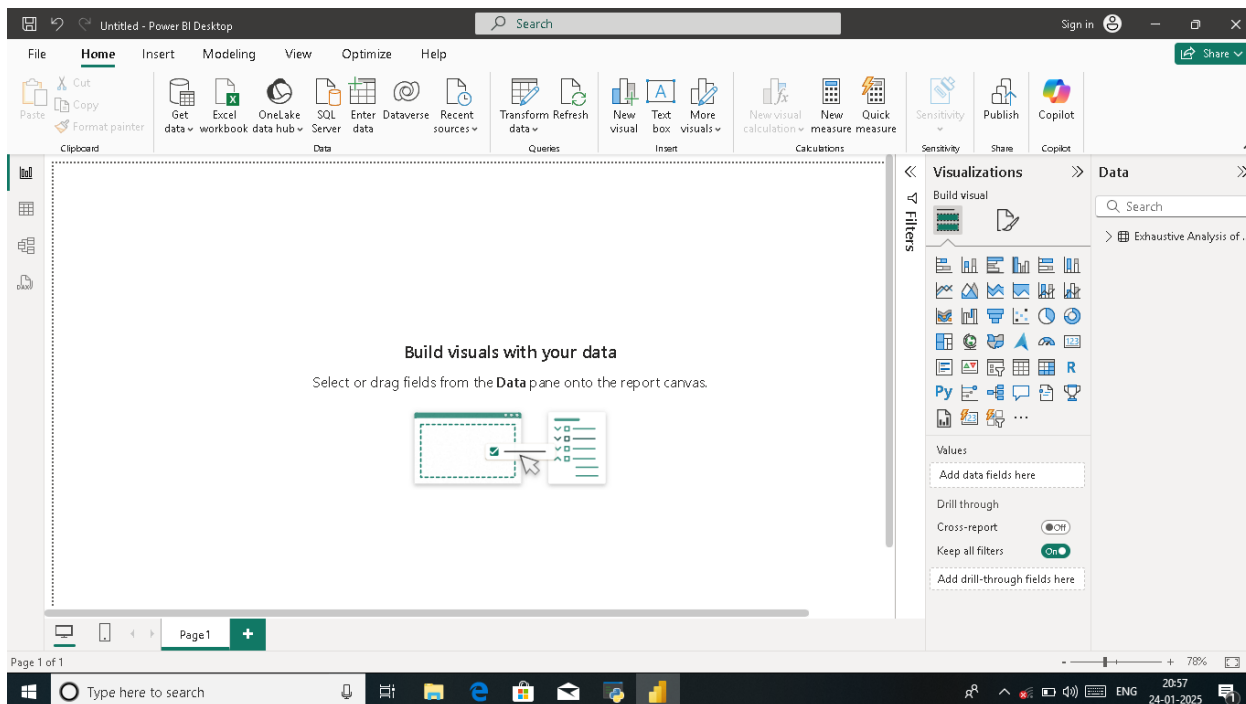 Untitled - Power BI Desktop
Search
Sign in
File Home Insert Modeling View Optimize Help
Share
Paste
Cut
Copy
Format painter
Clipboard
Get data
Excel workbook
OneLake data hub
SQL Server
Enter data
Dataverse
Recent sources
Data
Transform data
Refresh
Queries
New visual
Text box
More visuals
Insert
New visual calculation
New measure
Quick measure
Calculations
Sensitivity
Sensitivity
Publish
Share
Copilot
Copilot
Build visuals with your data
Select or drag fields from the Data pane onto the report canvas.
Filters
Visualizations
Build visual
123
R
Py
Values
Add data fields here
Drill through
Cross-report
Off
Keep all filters
On
Add drill-through fields here
Data
Search
Exhaustive Analysis of ..
Page 1
Page 1 of 1
78%
Type here to search
ENG
20:57
24-01-2025
1